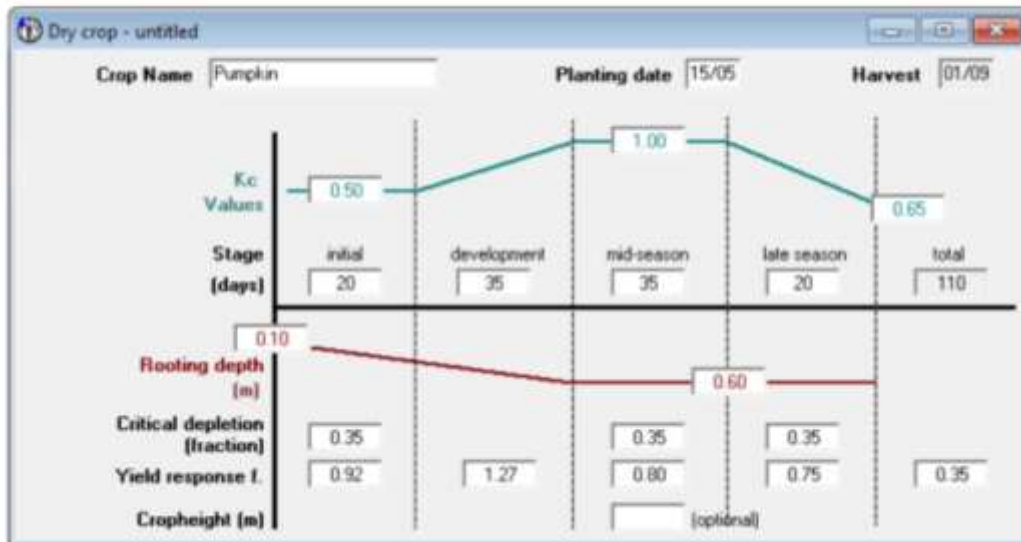 Dry crop - untitled
Crop Name Pumpkin Planting date 15/05 Harvest 01/09
Kc Values 0.50 1.00 0.65
Stage initial development mid-season late season total
(days) 20 35 35 20 110
0.10
Rooting depth (m) 0.60
Critical depletion (fraction) 0.35 0.35 0.35
Yield response f. 0.92 1.27 0.80 0.75 0.35
Cropheight (m) (optional)